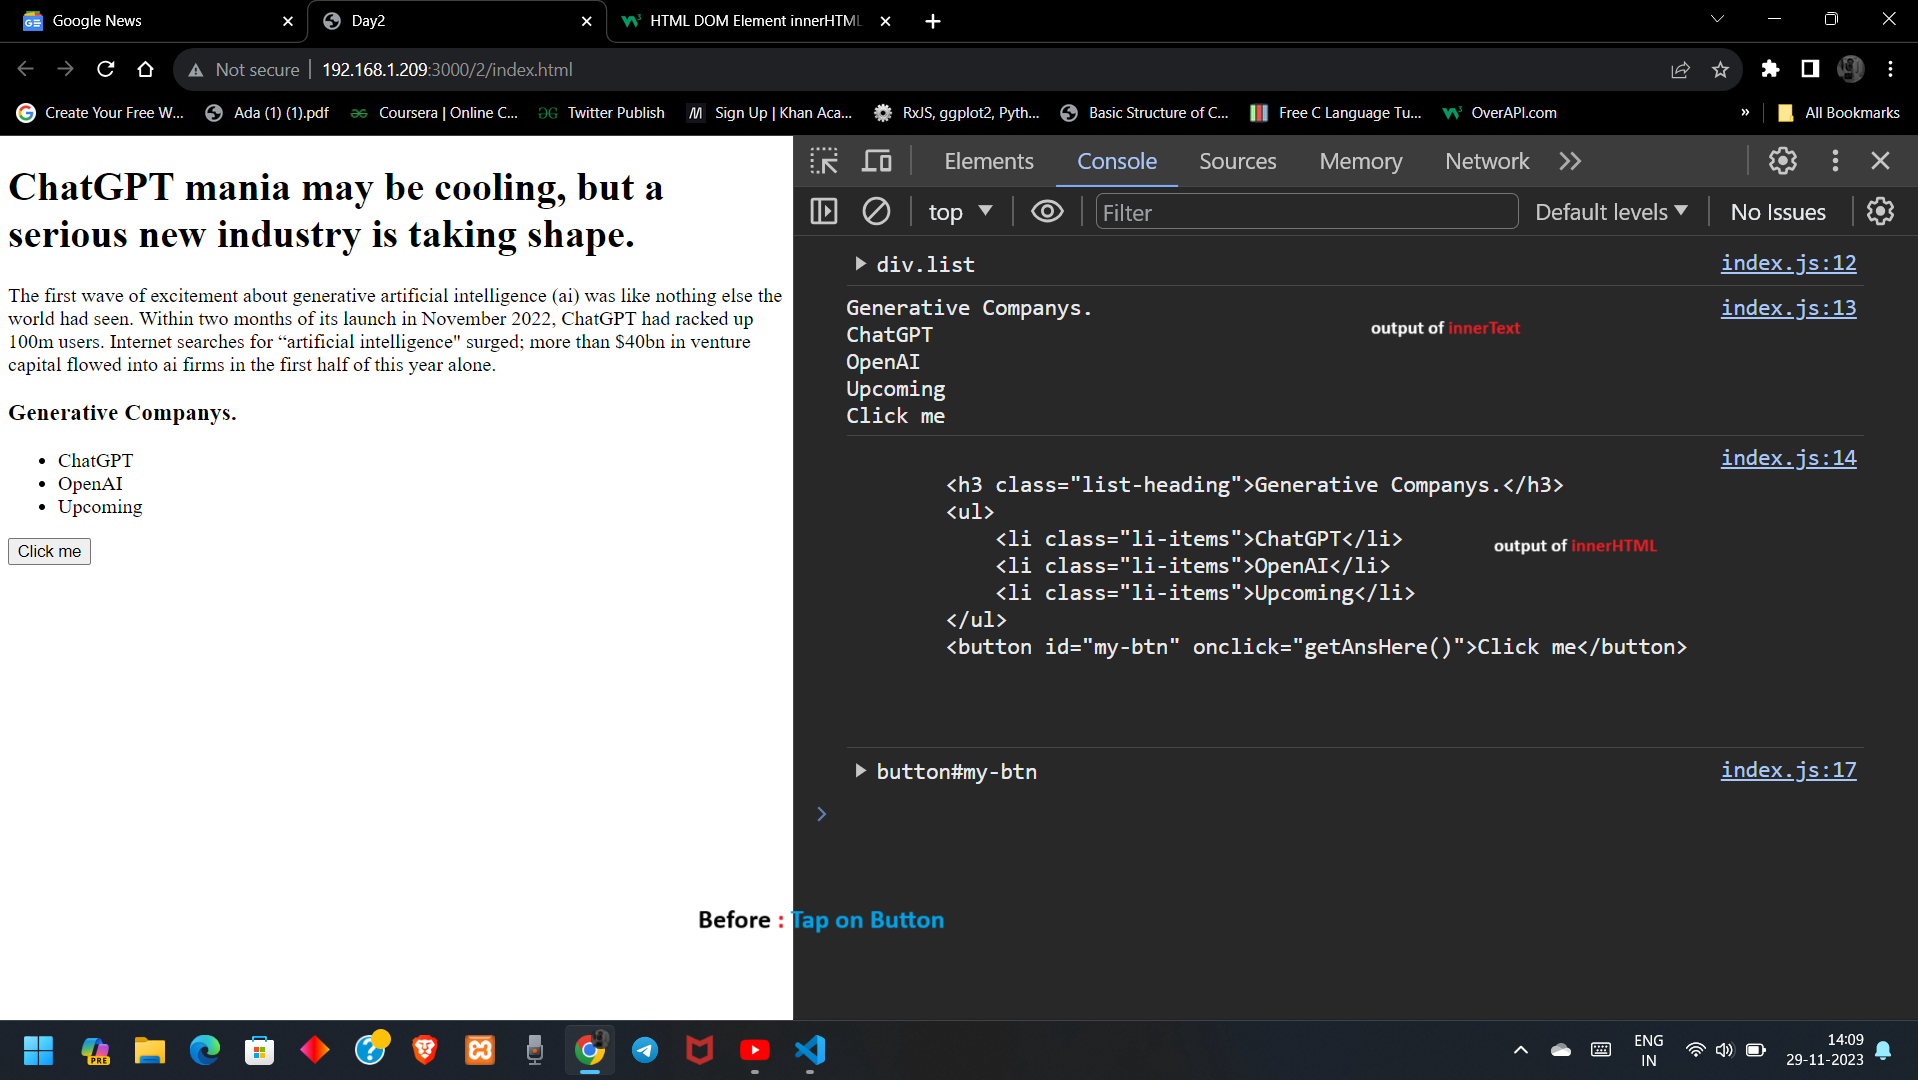 Google News
Day2
HTML DOM Element innerHTML
Not secure
192.168.1.209:3000/2/index.html
Create Your Free W...
Ada (1) (1).pdf
Coursera | Online C...
Twitter Publish
Sign Up | Khan Aca...
RxJS, ggplot2, Pyth...
Basic Structure of C...
Free C Language Tu...
OverAPI.com
»
All Bookmarks
ChatGPT mania may be cooling, but a
serious new industry is taking shape.
The first wave of excitement about generative artificial intelligence (ai) was like nothing else the
world had seen. Within two months of its launch in November 2022, ChatGPT had racked up
100m users. Internet searches for “artificial intelligence" surged; more than $40bn in venture
capital flowed into ai firms in the first half of this year alone.
Generative Companys.
• ChatGPT
• OpenAI
• Upcoming
Click me
Elements Console Sources Memory Network
top Filter Default levels No Issues
div.list index.js:12
Generative Companys. index.js:13
ChatGPT
OpenAI
Upcoming
Click me
output of innerText
index.js:14
<h3 class="list-heading">Generative Companys.</h3>
<ul>
<li class="li-items">ChatGPT</li>
<li class="li-items">OpenAI</li>
<li class="li-items">Upcoming</li>
</ul>
<button id="my-btn" onclick="getAnsHere()">Click me</button>
output of innerHTML
button#my-btn index.js:17
Before : Tap on Button
PRE
ENG
IN
14:09
29-11-2023